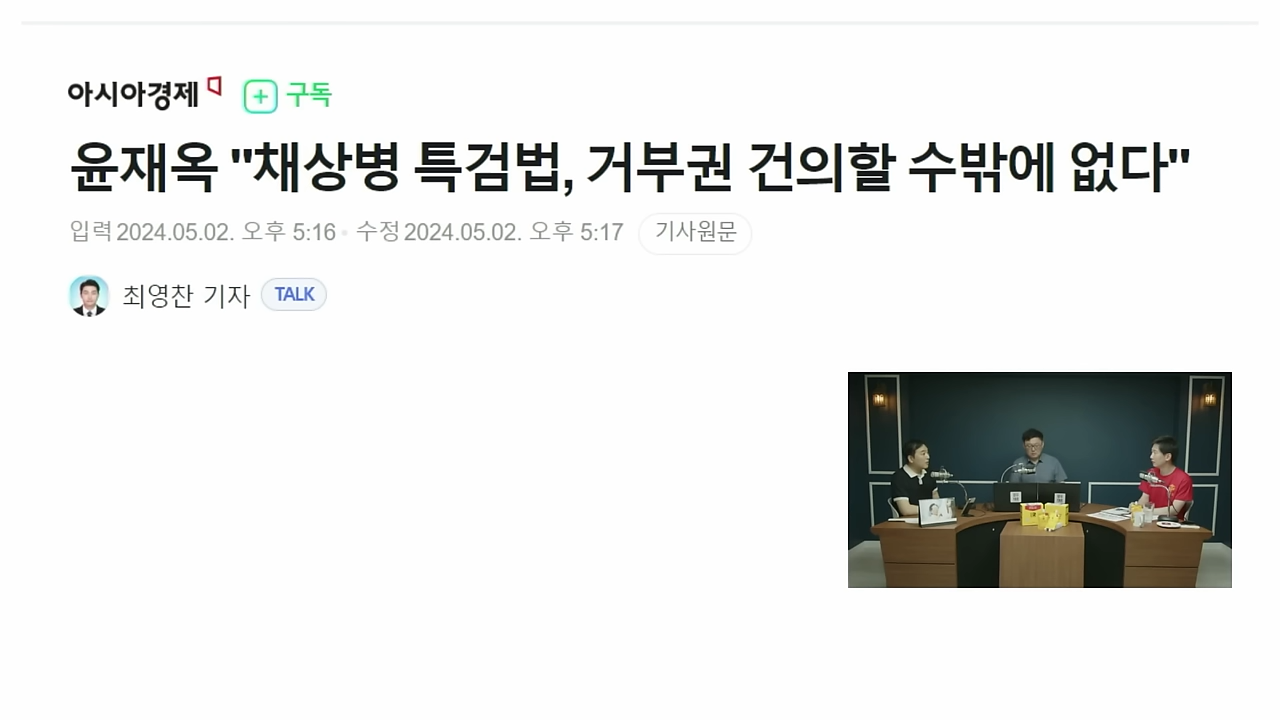 아시아경제 구독
윤재옥 "채상병 특검법, 거부권 건의할 수밖에 없다"
입력 2024.05.02. 오후 5:16 수정 2024.05.02. 오후 5:17 기사원문
최영찬 기자 TALK